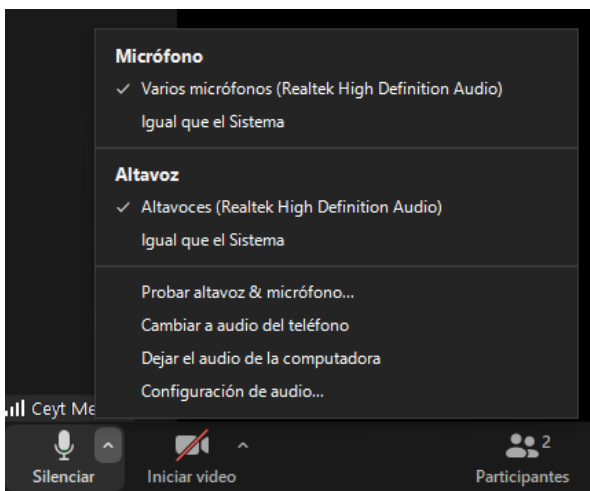 Micrófono
Varios micrófonos (Realtek High Definition Audio)
Igual que el Sistema
Altavoz
Altavoces (Realtek High Definition Audio)
Igual que el Sistema
Probar altavoz & micrófono...
Cambiar a audio del teléfono
Dejar el audio de la computadora
Configuración de audio...
Ceyt Me
2
Silenciar
Iniciar video
Participantes